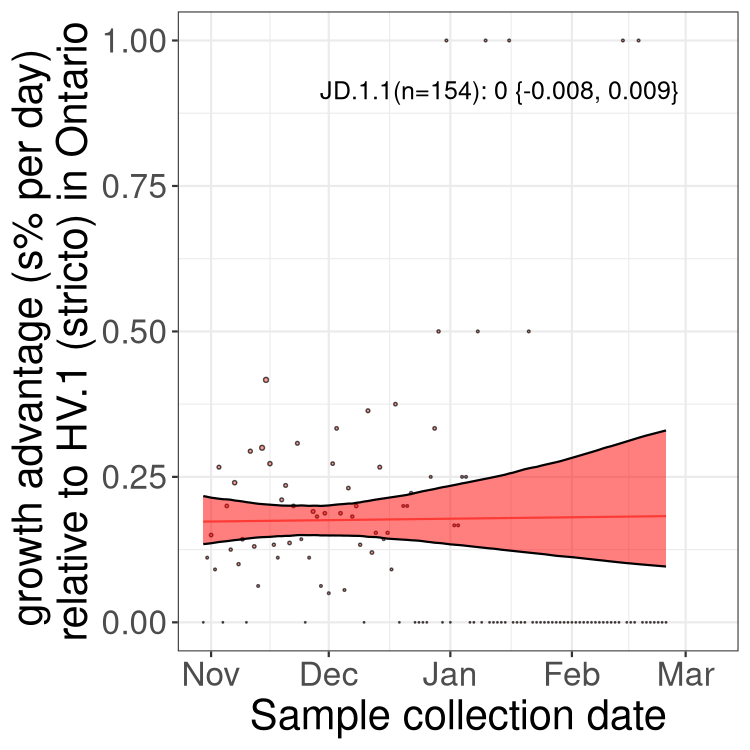 growth advantage (s% per day)
relative to HV.1 (stricto) in Ontario
1.00
0.75
0.50
0.25
0.00
JD.1.1(n=154): 0 {-0.008, 0.009}
Nov Dec Jan Feb Mar
Sample collection date